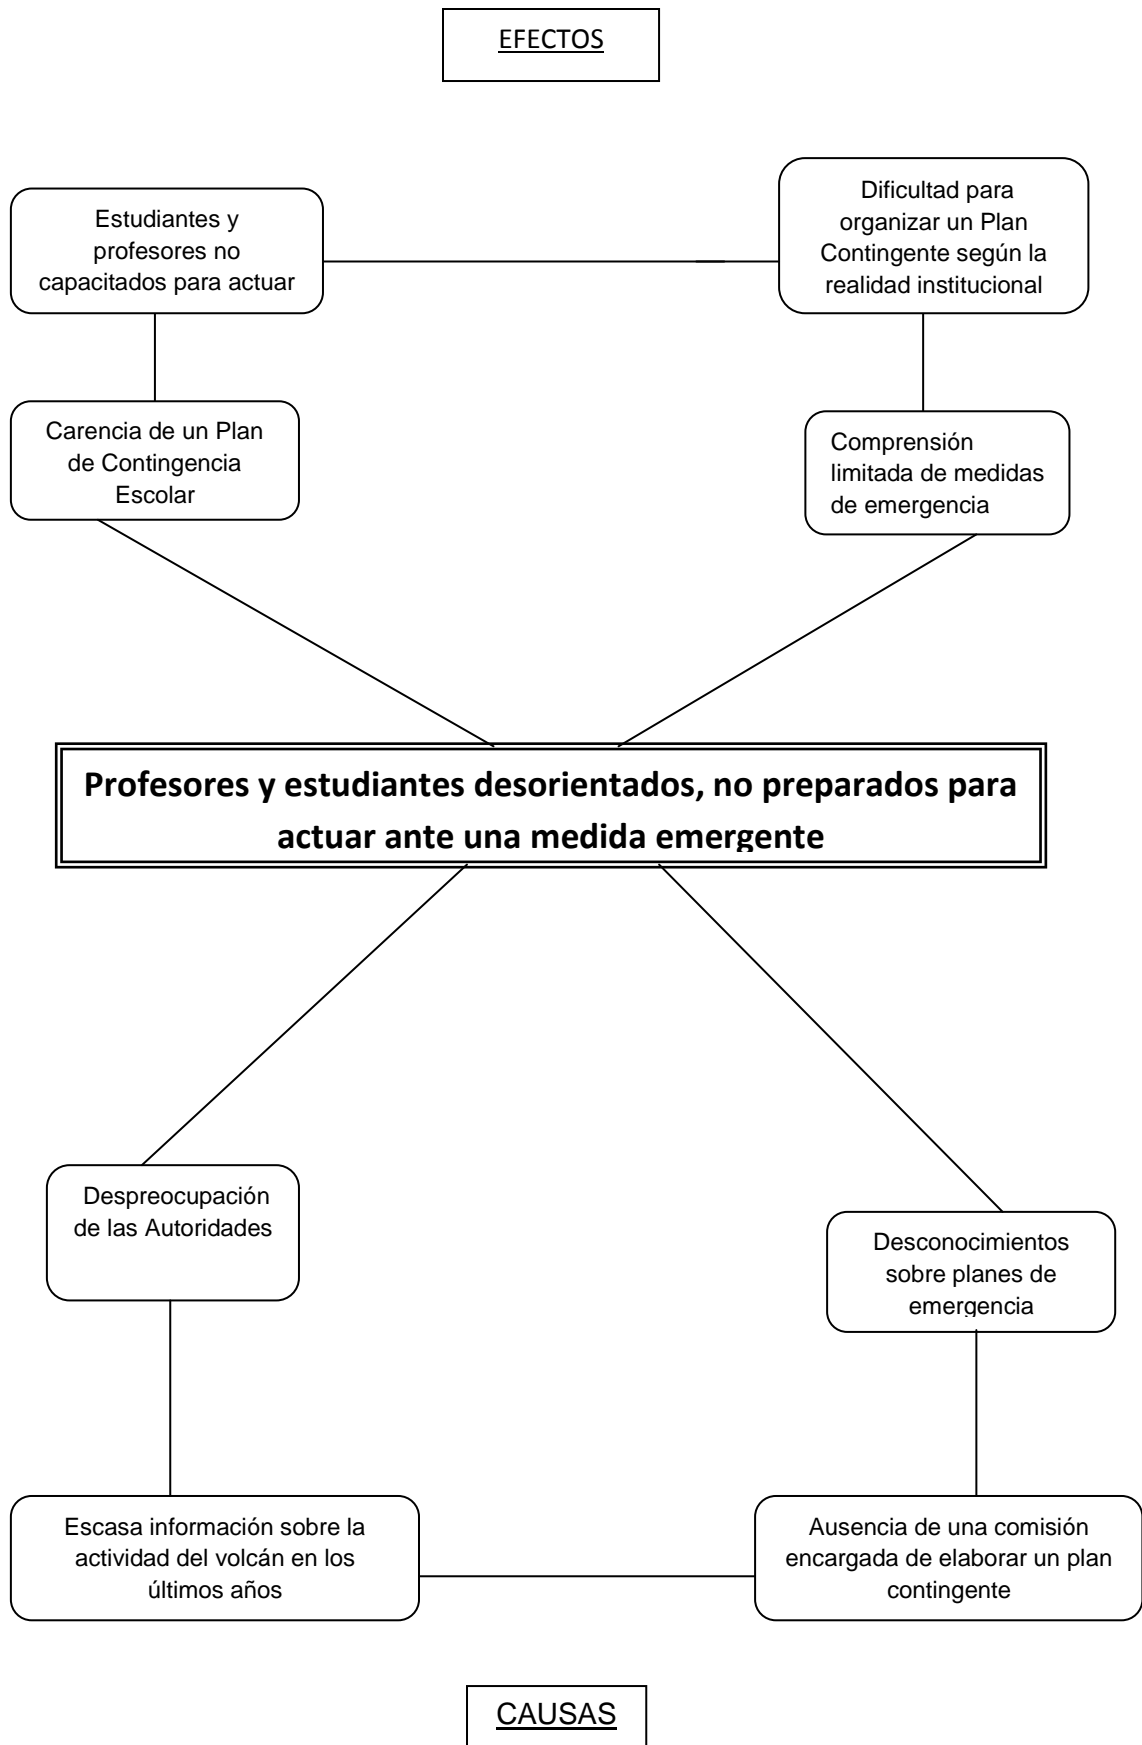 EFECTOS
Estudiantes y
profesores no
capacitados para actuar
Dificultad para
organizar un Plan
Contingente según la
realidad institucional
Carencia de un Plan
de Contingencia
Escolar
Comprensión
limitada de medidas
de emergencia
Profesores y estudiantes desorientados, no preparados para
actuar ante una medida emergente
Despreocupación
de las Autoridades
Desconocimientos
sobre planes de
emergencia
Escasa información sobre la
actividad del volcán en los
últimos años
Ausencia de una comisión
encargada de elaborar un plan
contingente
CAUSAS